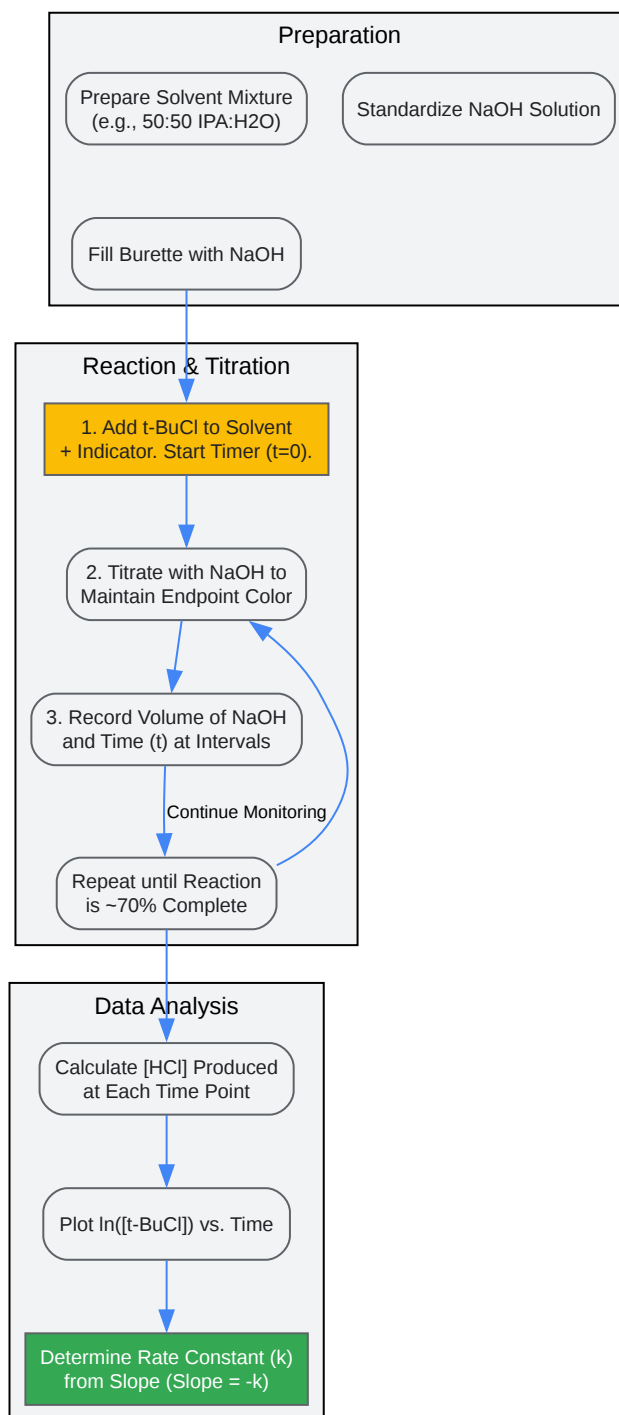 Preparation
Prepare Solvent Mixture
(e.g., 50:50 IPA:H2O)
Standardize NaOH Solution
Fill Burette with NaOH
Reaction & Titration
1. Add t-BuCl to Solvent
+ Indicator. Start Timer (t=0).
2. Titrate with NaOH to
Maintain Endpoint Color
3. Record Volume of NaOH
and Time (t) at Intervals
Continue Monitoring
Repeat until Reaction
is ~70% Complete
Data Analysis
Calculate [HCl] Produced
at Each Time Point
Plot ln([t-BuCl]) vs. Time
Determine Rate Constant (k)
from Slope (Slope = -k)